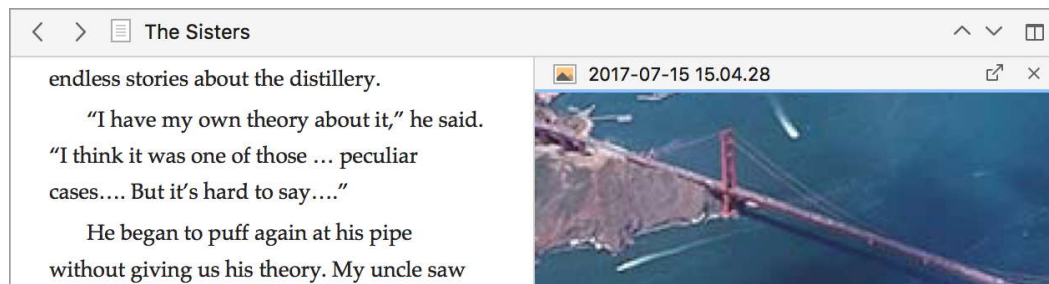 The Sisters
endless stories about the distillery.
“I have my own theory about it,” he said.
“I think it was one of those … peculiar
cases…. But it’s hard to say….”
He began to puff again at his pipe
without giving us his theory. My uncle saw
2017-07-15 15.04.28